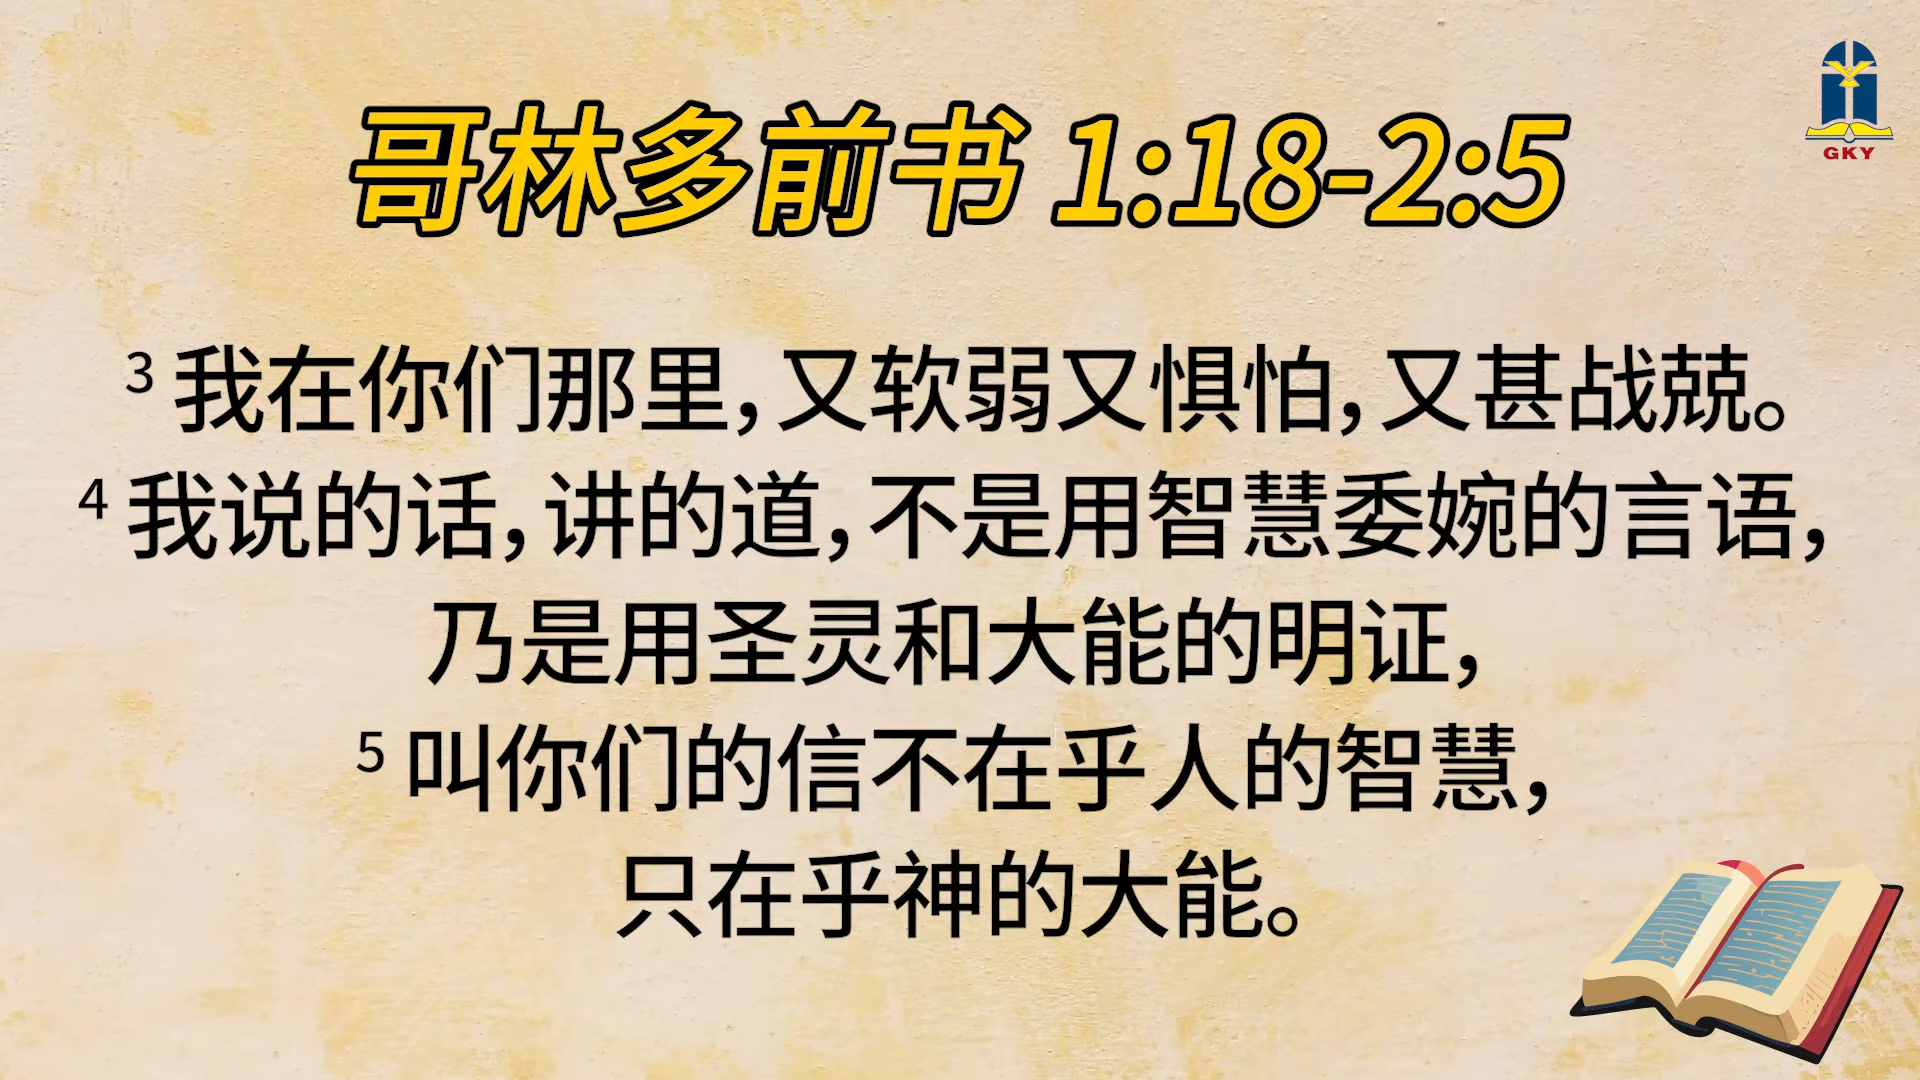 哥林多前书 1:18-2:5
GKY
3 我在你们那里，又软弱又惧怕，又甚战兢。
4 我说的话，讲的道，不是用智慧委婉的言语，
乃是用圣灵和大能的明证，
5 叫你们的信不在乎人的智慧，
只在乎神的大能。